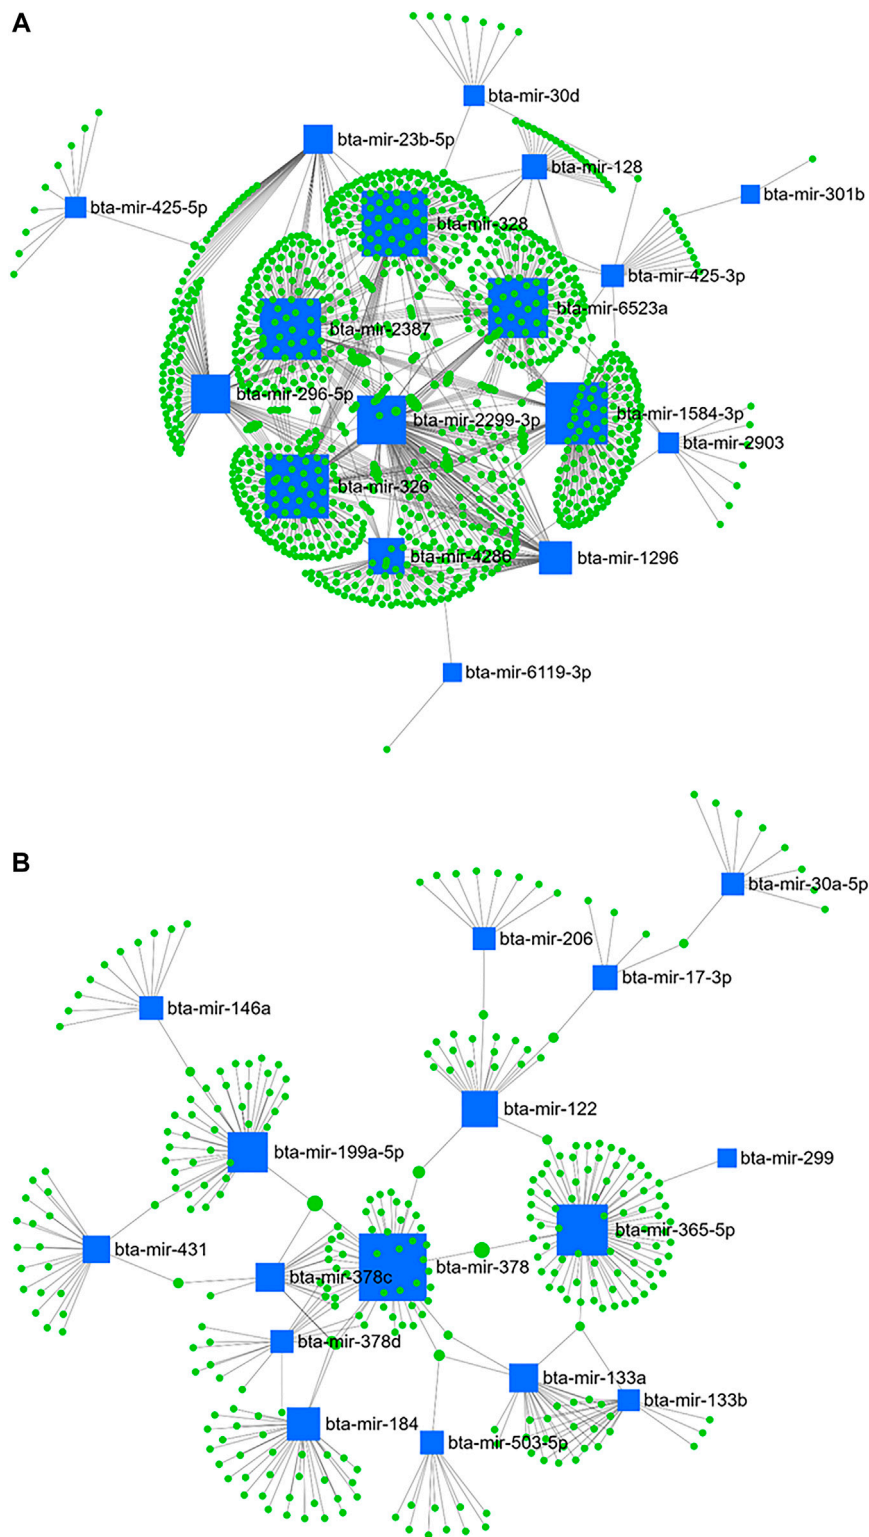 A
bta-mir-30d
bta-mir-23b-5p
bta-mir-128
bta-mir-301b
bta-mir-425-5p
bta-mir-328
bta-mir-425-3p
bta-mir-6523a
bta-mir-2387
bta-mir-296-5p
bta-mir-2299-3p
bta-mir-1584-3p
bta-mir-2903
bta-mir-326
bta-mir-4286
bta-mir-1296
bta-mir-6119-3p
B
bta-mir-30a-5p
bta-mir-206
bta-mir-17-3p
bta-mir-146a
bta-mir-122
bta-mir-199a-5p
bta-mir-299
bta-mir-365-5p
bta-mir-431
bta-mir-378
bta-mir-378c
bta-mir-378d
bta-mir-133a
bta-mir-133b
bta-mir-184
bta-mir-503-5p